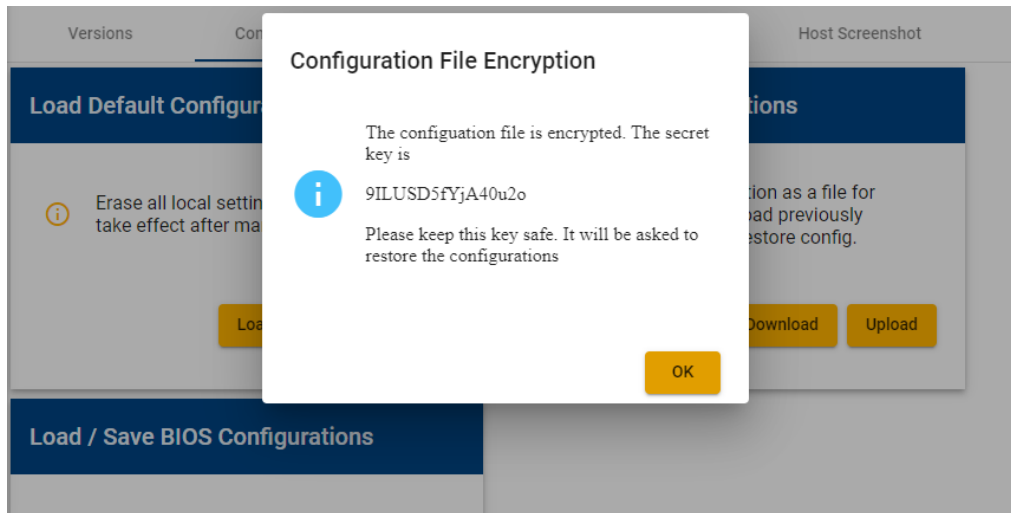 Versions
Con
Host Screenshot
Configuration File Encryption
Load Default Configur
tions
The configuation file is encrypted. The secret
key is
9ILUSD5fYjA40u2o
Please keep this key safe. It will be asked to
restore the configurations
Erase all local settin
take effect after ma
tion as a file for
oad previously
estore config.
Loa
Download
Upload
OK
Load / Save BIOS Configurations